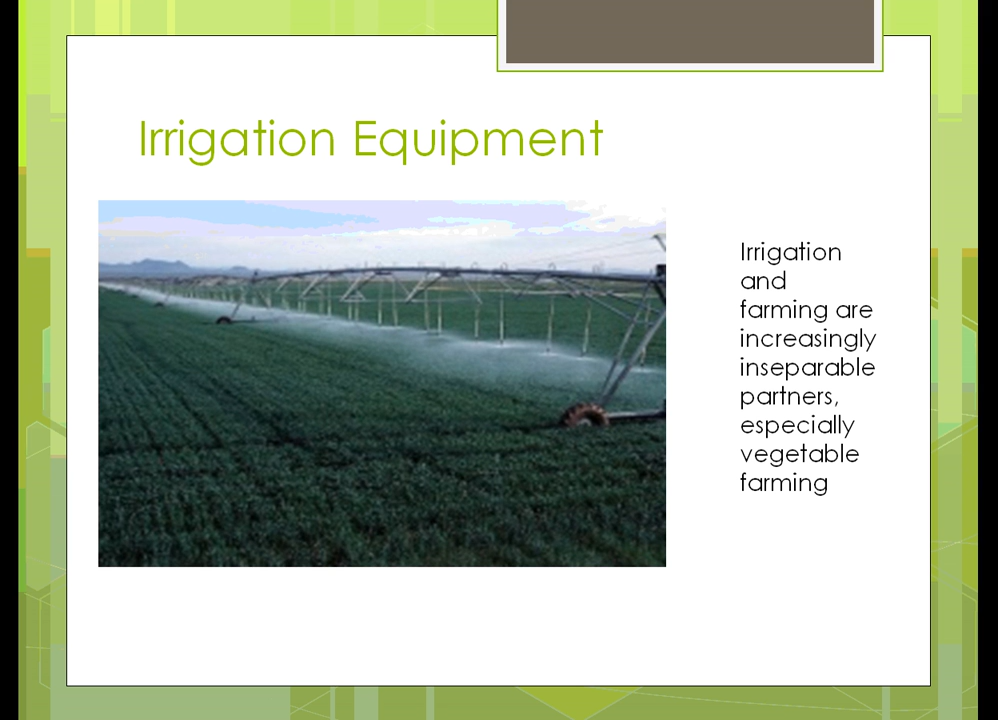 Irrigation Equipment
Irrigation
and
farming are
increasingly
inseparable
partners,
especially
vegetable
farming